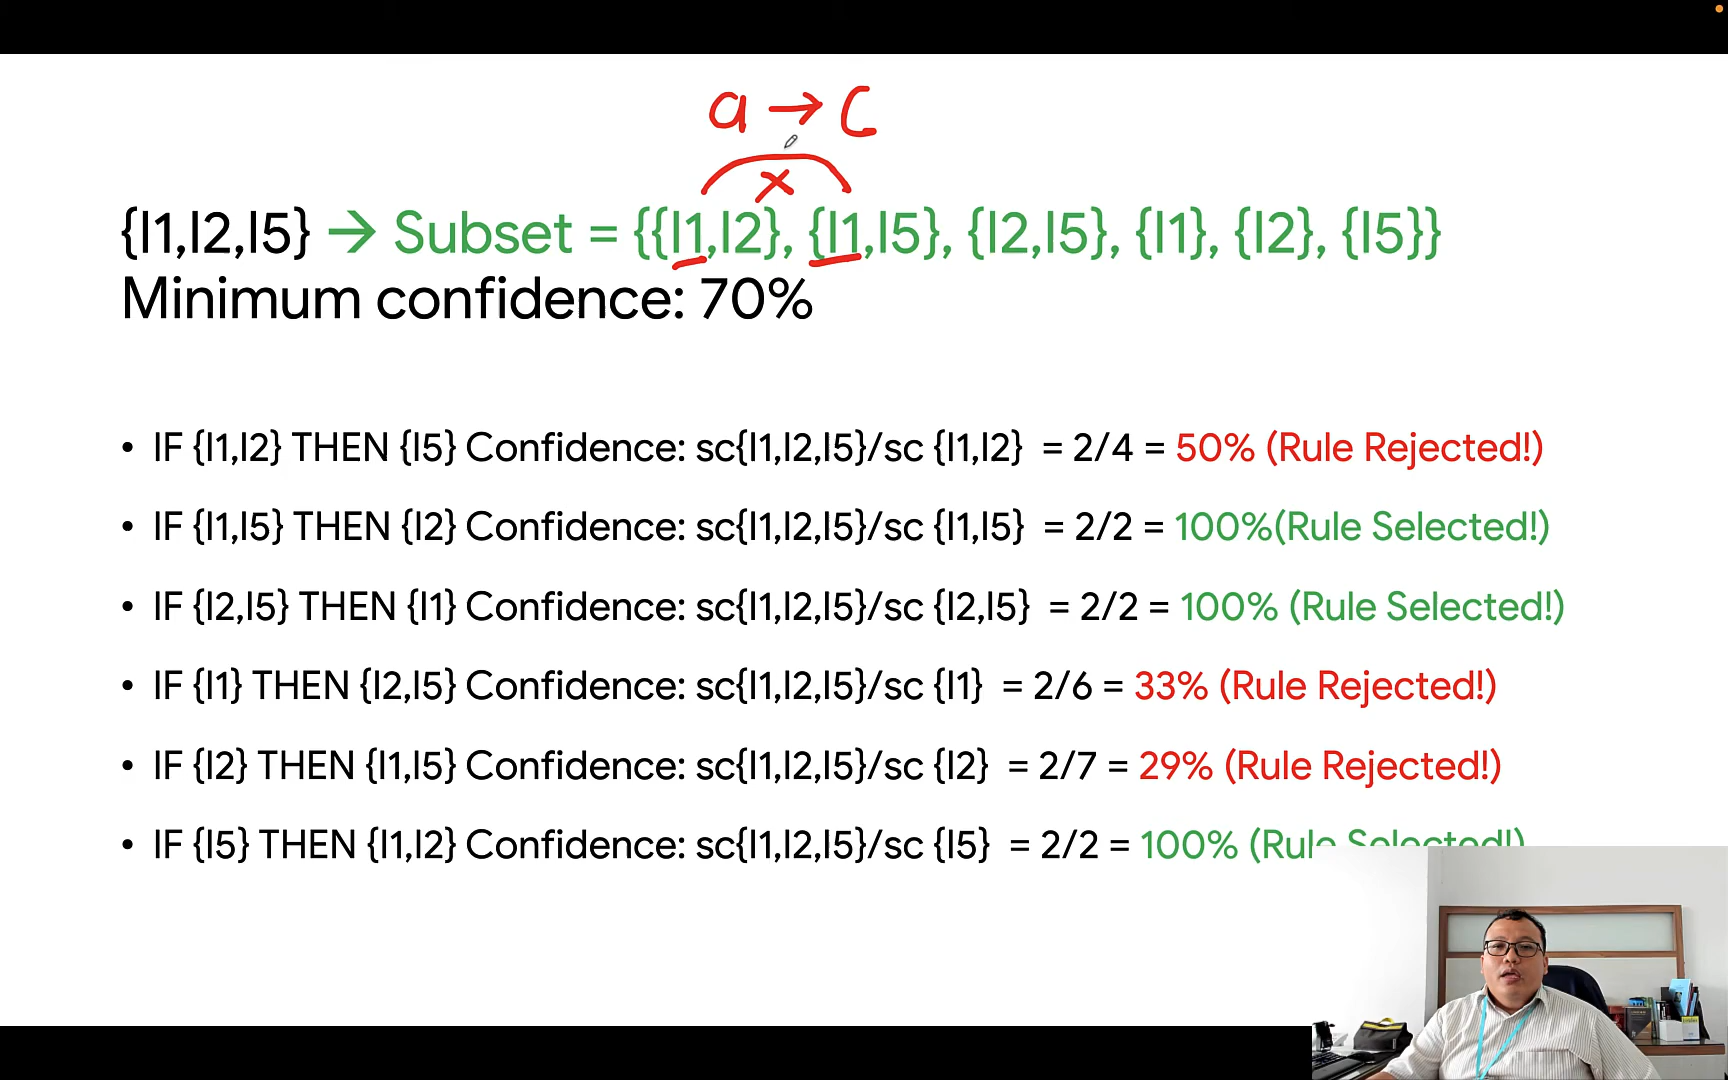 a → C
x
{I1,I2,I5} → Subset = {{I1,I2}, {I1,I5}, {I2,I5}, {I1}, {I2}, {I5}}
Minimum confidence: 70%
• IF {I1,I2} THEN {I5} Confidence: sc{I1,I2,I5}/sc {I1,I2} = 2/4 = 50% (Rule Rejected!)
• IF {I1,I5} THEN {I2} Confidence: sc{I1,I2,I5}/sc {I1,I5} = 2/2 = 100%(Rule Selected!)
• IF {I2,I5} THEN {I1} Confidence: sc{I1,I2,I5}/sc {I2,I5} = 2/2 = 100% (Rule Selected!)
• IF {I1} THEN {I2,I5} Confidence: sc{I1,I2,I5}/sc {I1} = 2/6 = 33% (Rule Rejected!)
• IF {I2} THEN {I1,I5} Confidence: sc{I1,I2,I5}/sc {I2} = 2/7 = 29% (Rule Rejected!)
• IF {I5} THEN {I1,I2} Confidence: sc{I1,I2,I5}/sc {I5} = 2/2 = 100% (Rule Selected!)